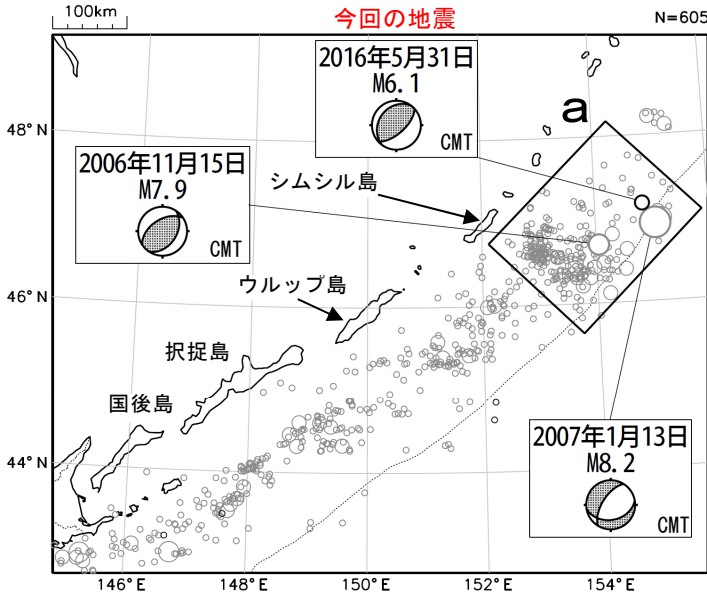 100km
今回の地震
N=605
2016年5月31日
M6.1
CMT
a
48°N
2006年11月15日
M7.9
CMT
シムシル島
46°N
ウルップ島
択捉島
国後島
2007年1月13日
M8.2
CMT
44°N
146°E
148°E
150°E
152°E
154°E